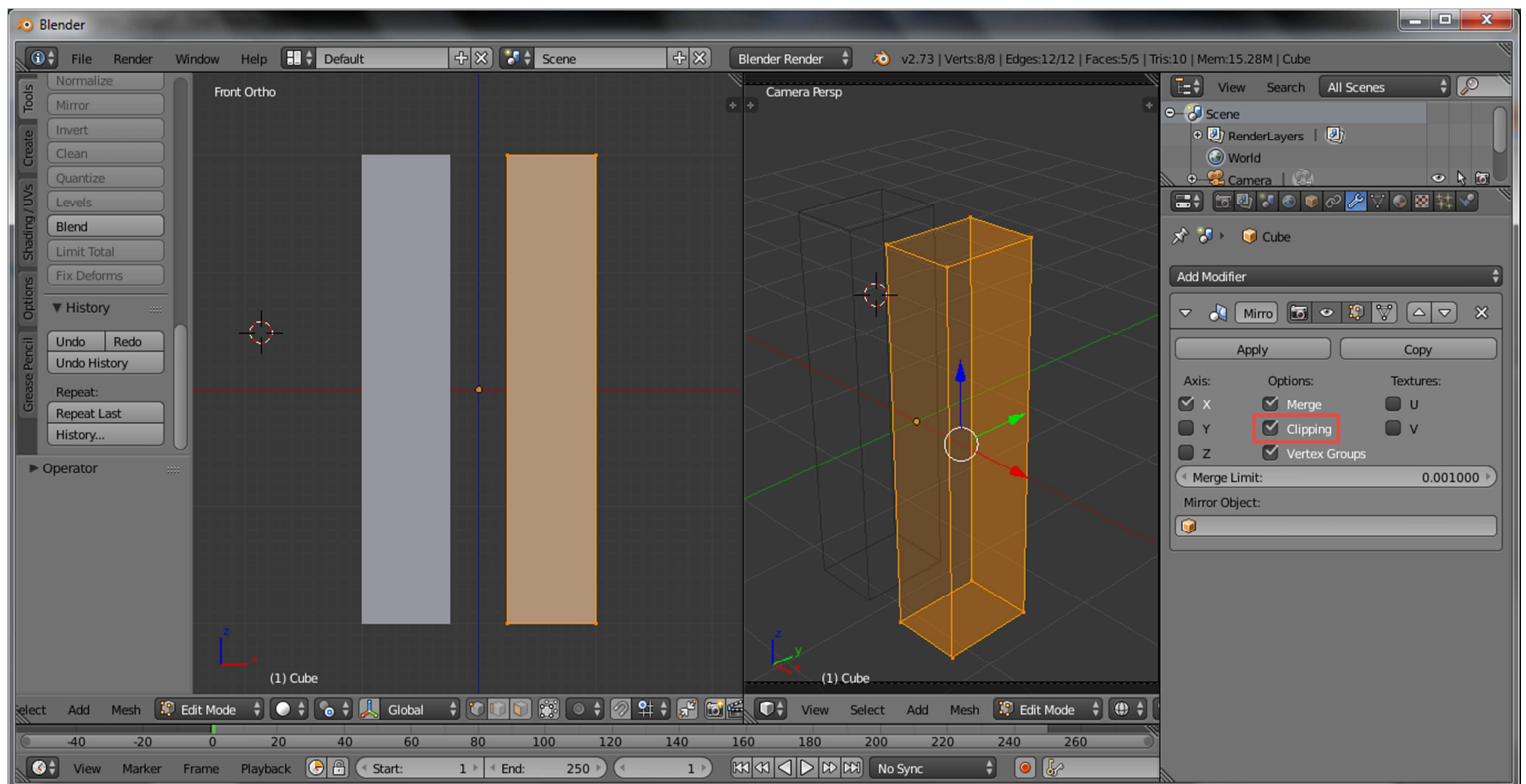 Blender
File Render Window Help Default Scene Blender Render v2.73 | Verts:8/8 | Edges:12/12 | Faces:5/5 | Tris:10 | Mem:15.28M | Cube
Tools
Create
Shading / UVs
Options
Grease Pencil
Normalize
Mirror
Invert
Clean
Quantize
Levels
Blend
Limit Total
Fix Deforms
History
Undo Redo
Undo History
Repeat:
Repeat Last
History...
Operator
Front Ortho
z
x
(1) Cube
Camera Persp
z
y
x
(1) Cube
View Search All Scenes
Scene
RenderLayers |
World
Camera |
Cube
Add Modifier
Mirro
Apply Copy
Axis: Options: Textures:
X Merge U
Y Clipping V
Z Vertex Groups
Merge Limit: 0.001000
Mirror Object:
elect Add Mesh Edit Mode Global
View Select Add Mesh Edit Mode
-40 -20 0 20 40 60 80 100 120 140 160 180 200 220 240 260
View Marker Frame Playback Start: 1 End: 250 1 No Sync